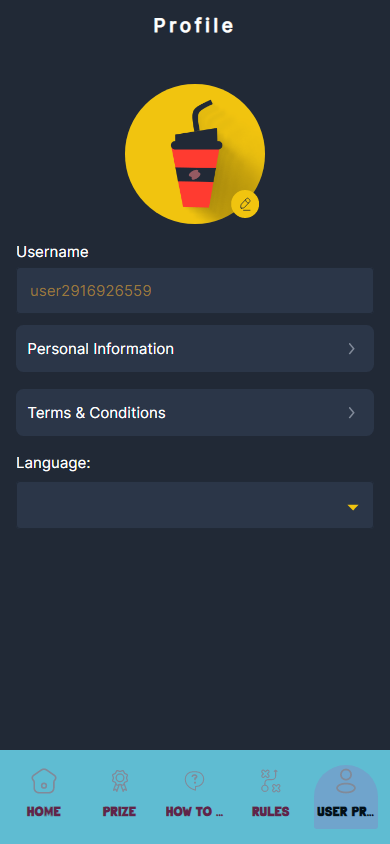 Profile
Username
user2916926559
Personal Information
Terms & Conditions
Language:
HOME
PRIZE
HOW TO ...
RULES
USER PR...